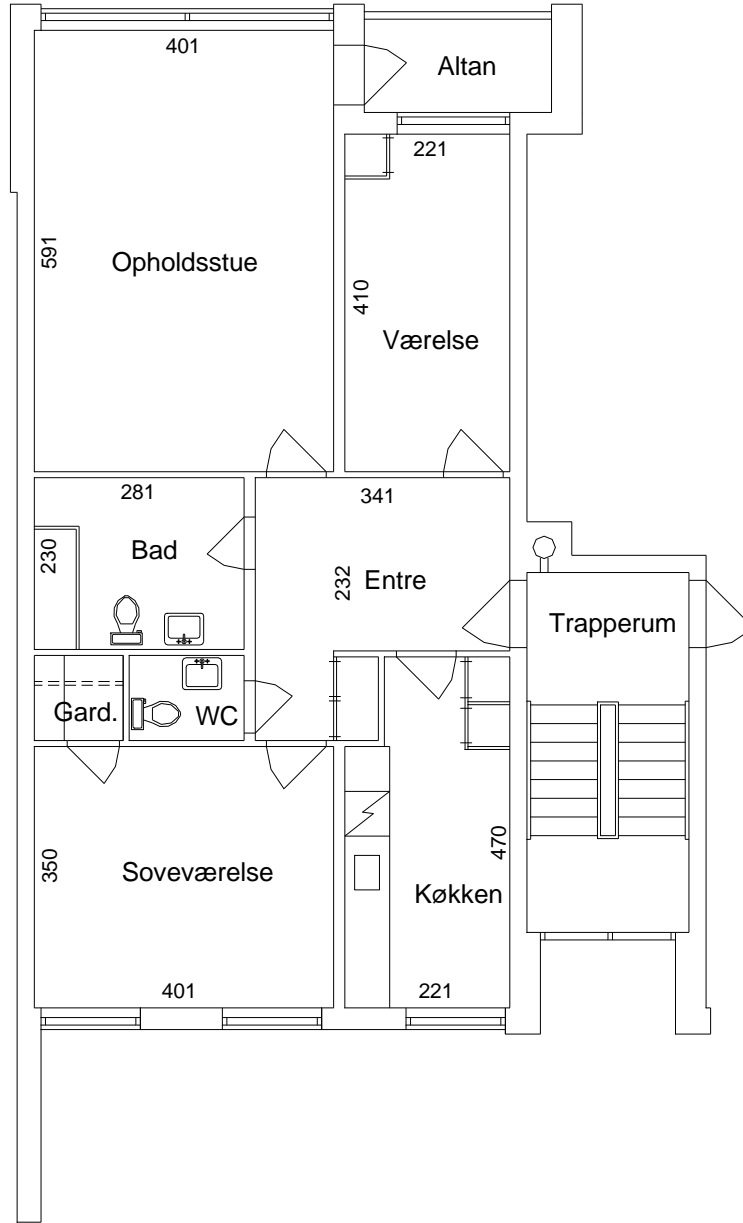 401
Altan
221
591
Opholdsstue
410
Værelse
281
341
230
Bad
232
Entre
Trapperum
Gard.
WC
350
Soveværelse
470
Køkken
401
221